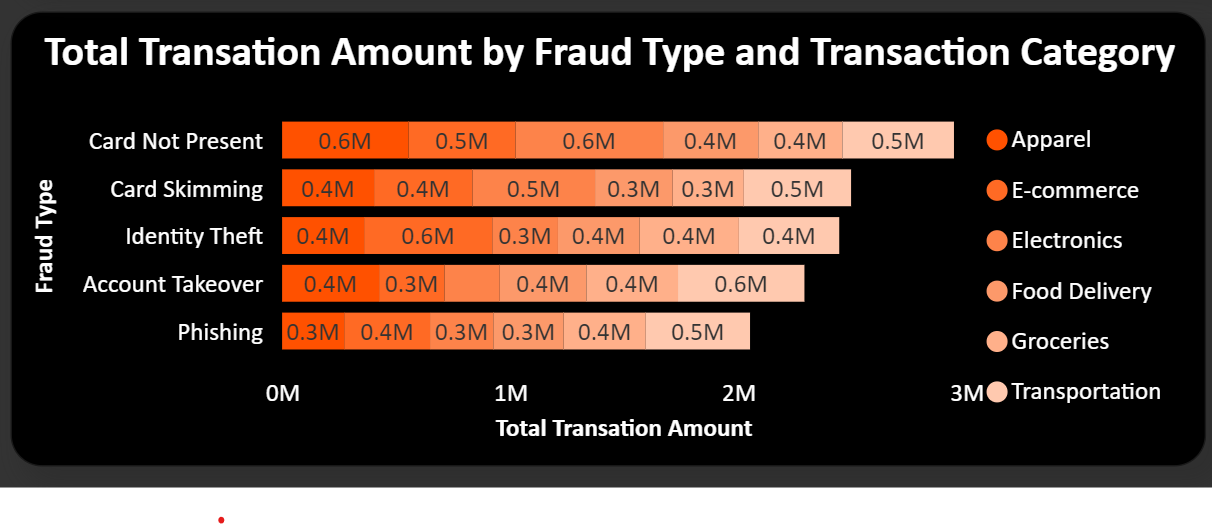 Total Transation Amount by Fraud Type and Transaction Category
Fraud Type
Card Not Present 0.6M 0.5M 0.6M 0.4M 0.4M 0.5M
Card Skimming 0.4M 0.4M 0.5M 0.3M 0.3M 0.5M
Identity Theft 0.4M 0.6M 0.3M 0.4M 0.4M 0.4M
Account Takeover 0.4M 0.3M 0.4M 0.4M 0.6M
Phishing 0.3M 0.4M 0.3M 0.3M 0.4M 0.5M
0M 1M 2M 3M
Total Transation Amount
Apparel
E-commerce
Electronics
Food Delivery
Groceries
Transportation